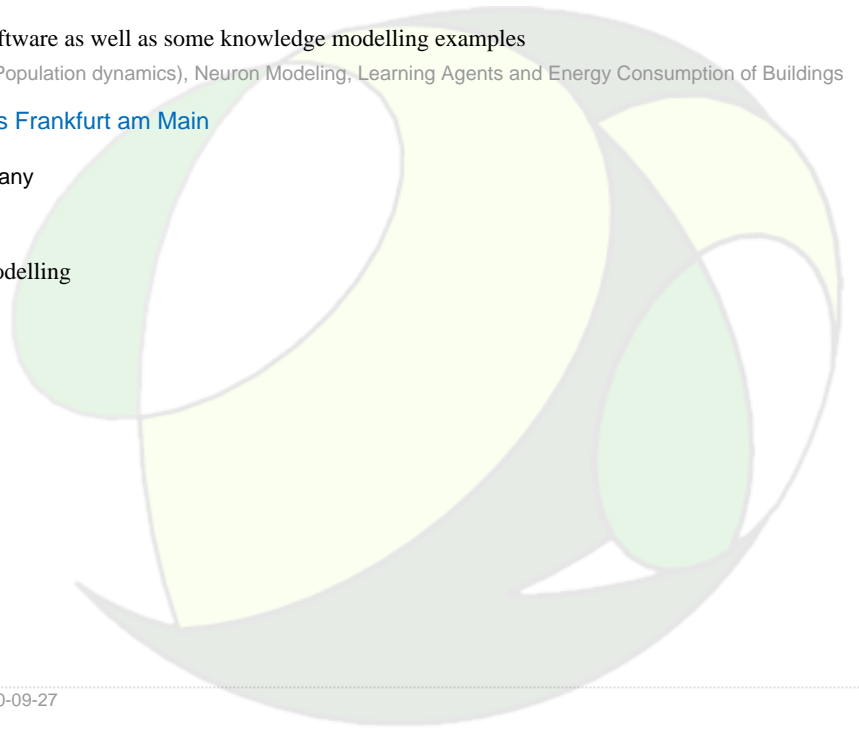 ftware as well as some knowledge modelling examples
Population dynamics), Neuron Modeling, Learning Agents and Energy Consumption of Buildings
s Frankfurt am Main
any
odelling
0-09-27